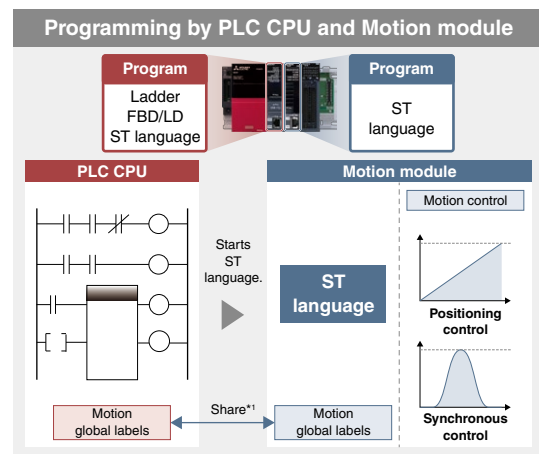 Programming by PLC CPU and Motion module
Program
Ladder
FBD/LD
ST language
Program
ST
language
PLC CPU
Motion module
Starts
ST
language.
ST
language
Motion control
Positioning
control
Synchronous
control
Motion
global labels
Share*1
Motion
global labels